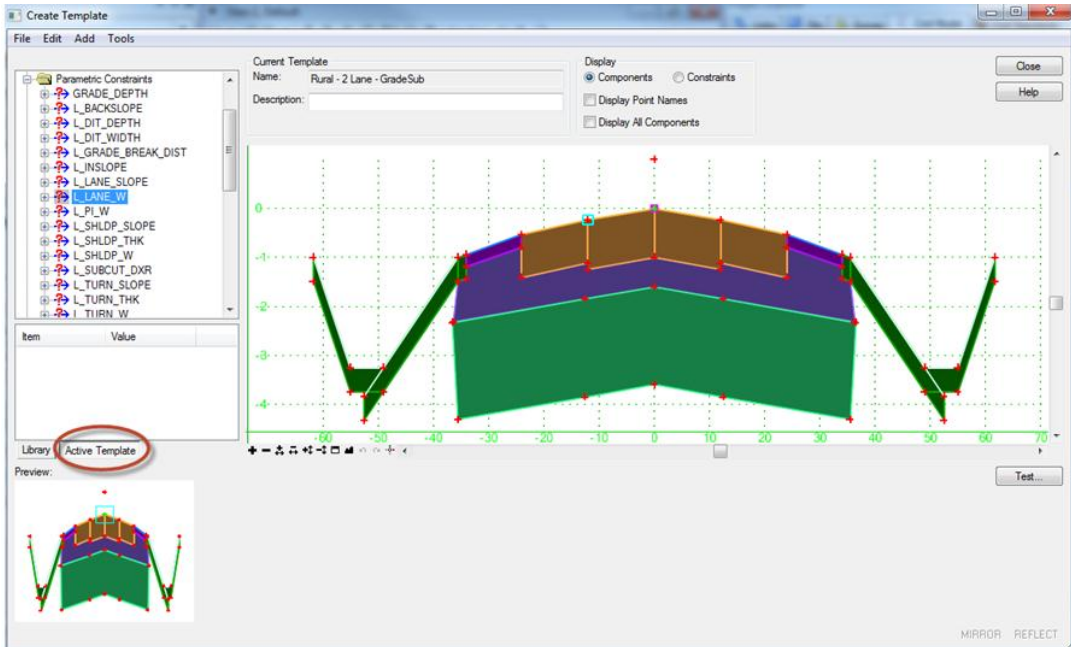 Create Template
File Edit Add Tools
Parametric Constraints
GRADE_DEPTH
L_BACKSLOPE
L_DIT_DEPTH
L_DIT_WIDTH
L_GRADE_BREAK_DIST
L_INSLOPE
L_LANE_SLOPE
L_LANE_W
L_PI_W
L_SHLDP_SLOPE
L_SHLDP_THK
L_SHLDP_W
L_SUBCUT_DXR
L_TURN_SLOPE
L_TURN_THK
L_TURN_W
Item Value
Library Active Template
Preview:
Current Template
Name: Rural - 2 Lane - GradeSub
Description:
Display
Components Constraints
Display Point Names
Display All Components
Close
Help
0
-1
-2
-3
-4
-60 -50 -40 -30 -20 -10 0 10 20 30 40 50 60 70
Test...
MIRROR REFLECT